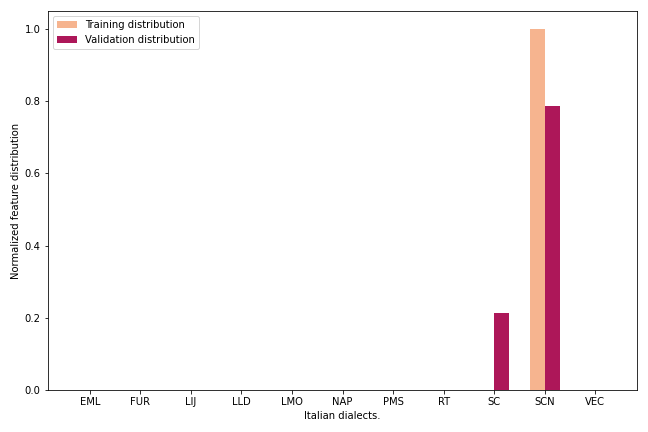 Training distribution
Validation distribution
Normalized feature distribution
1.0
0.8
0.6
0.4
0.2
0.0
EML FUR LIJ LLD LMO NAP PMS RT SC SCN VEC
Italian dialects.